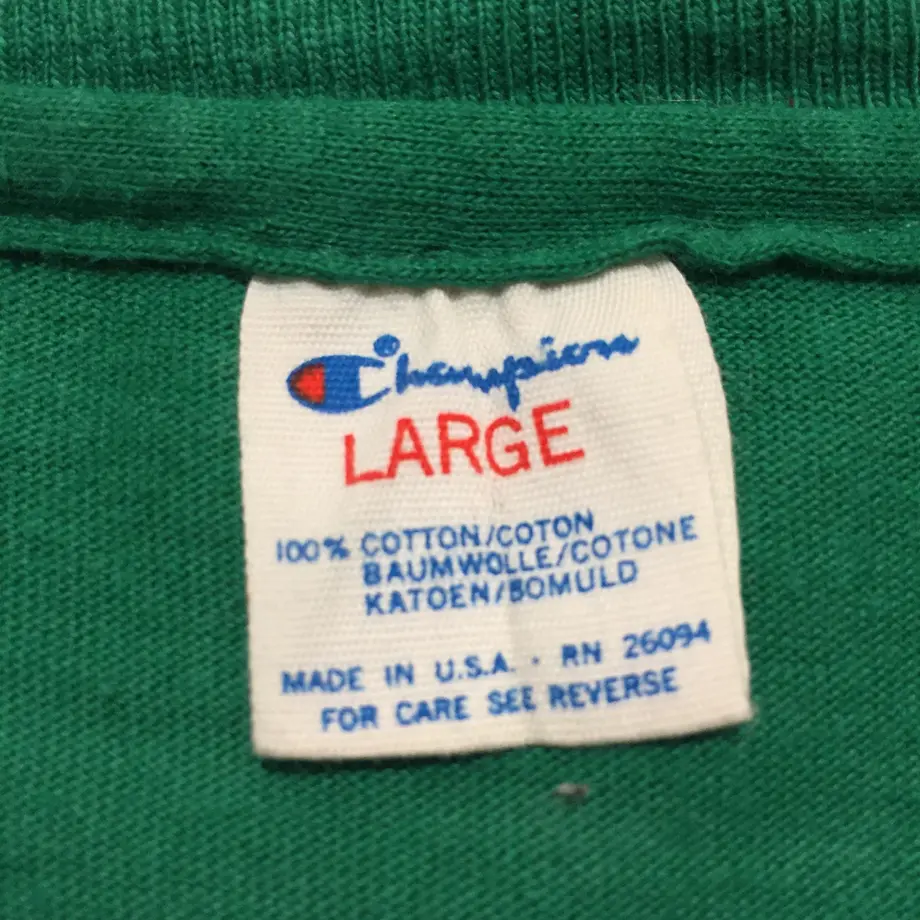 Champion®
LARGE
100% COTTON/COTON
BAUMWOLLE/COTONE
KATOEN/BOMULD
MADE IN U.S.A. · RN 26094
FOR CARE SEE REVERSE